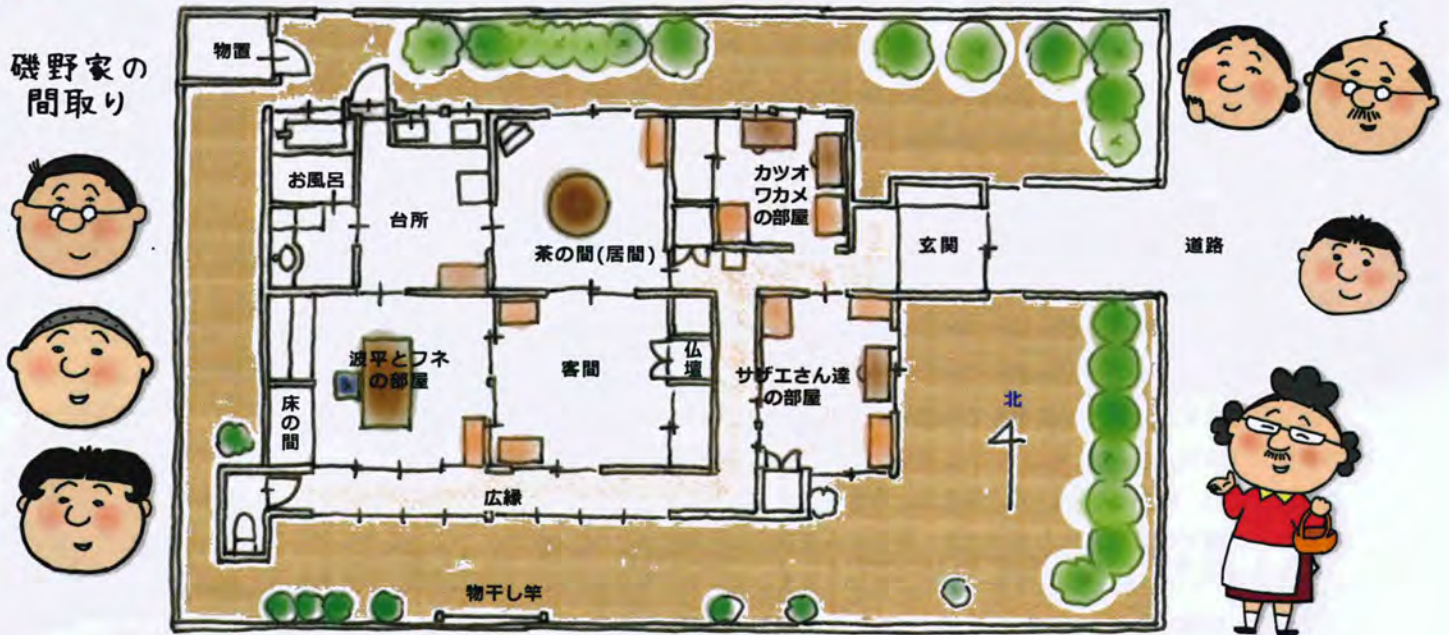 磯野家の
間取り
物置
お風呂
台所
茶の間(居間)
カツオ
ワカメ
の部屋
玄関
道路
波平とフネ
の部屋
床の間
客間
仏壇
サザエさん達
の部屋
北
広縁
物干し竿